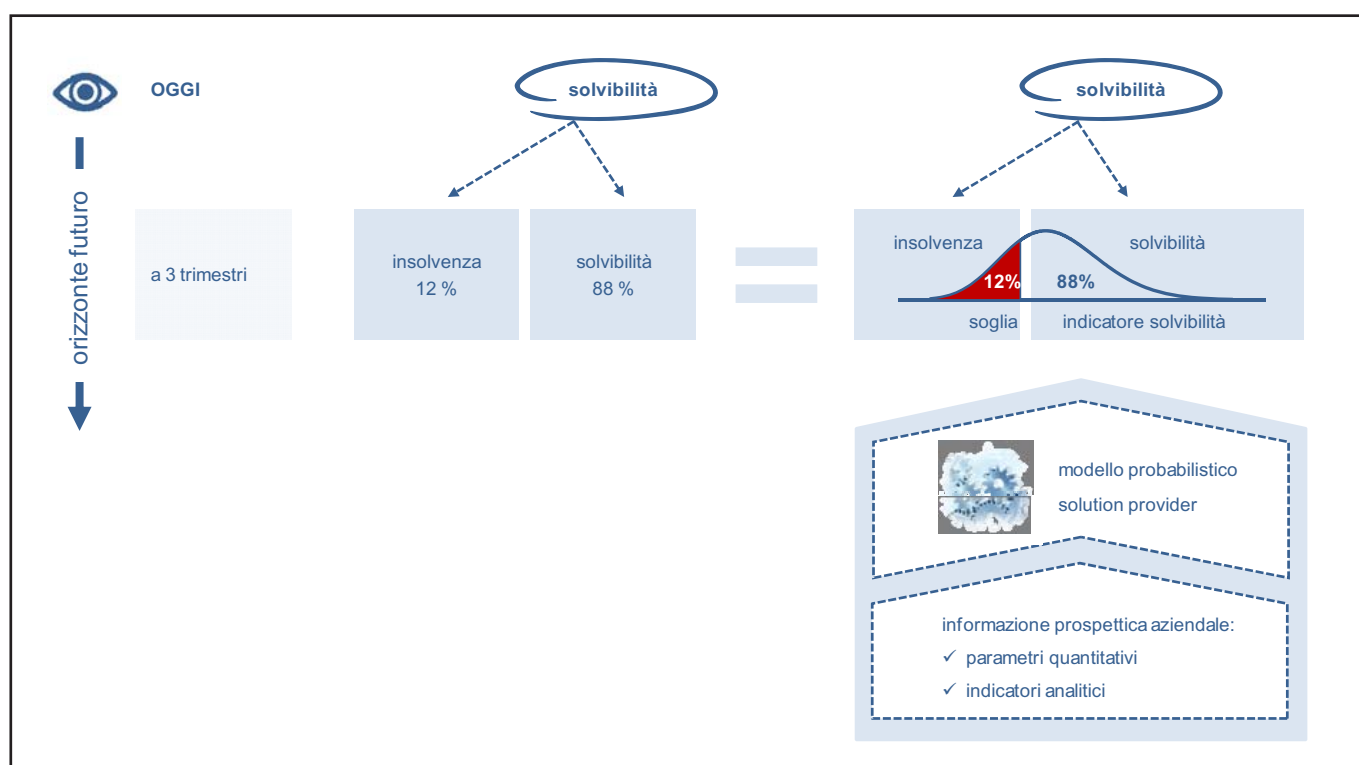 OGGI
solvibilità
solvibilità
orizzonte futuro
a 3 trimestri
insolvenza
12 %
solvibilità
88 %
insolvenza
solvibilità
12%
88%
soglia
indicatore solvibilità
modello probabilistico
solution provider
informazione prospettica aziendale:
✓ parametri quantitativi
✓ indicatori analitici